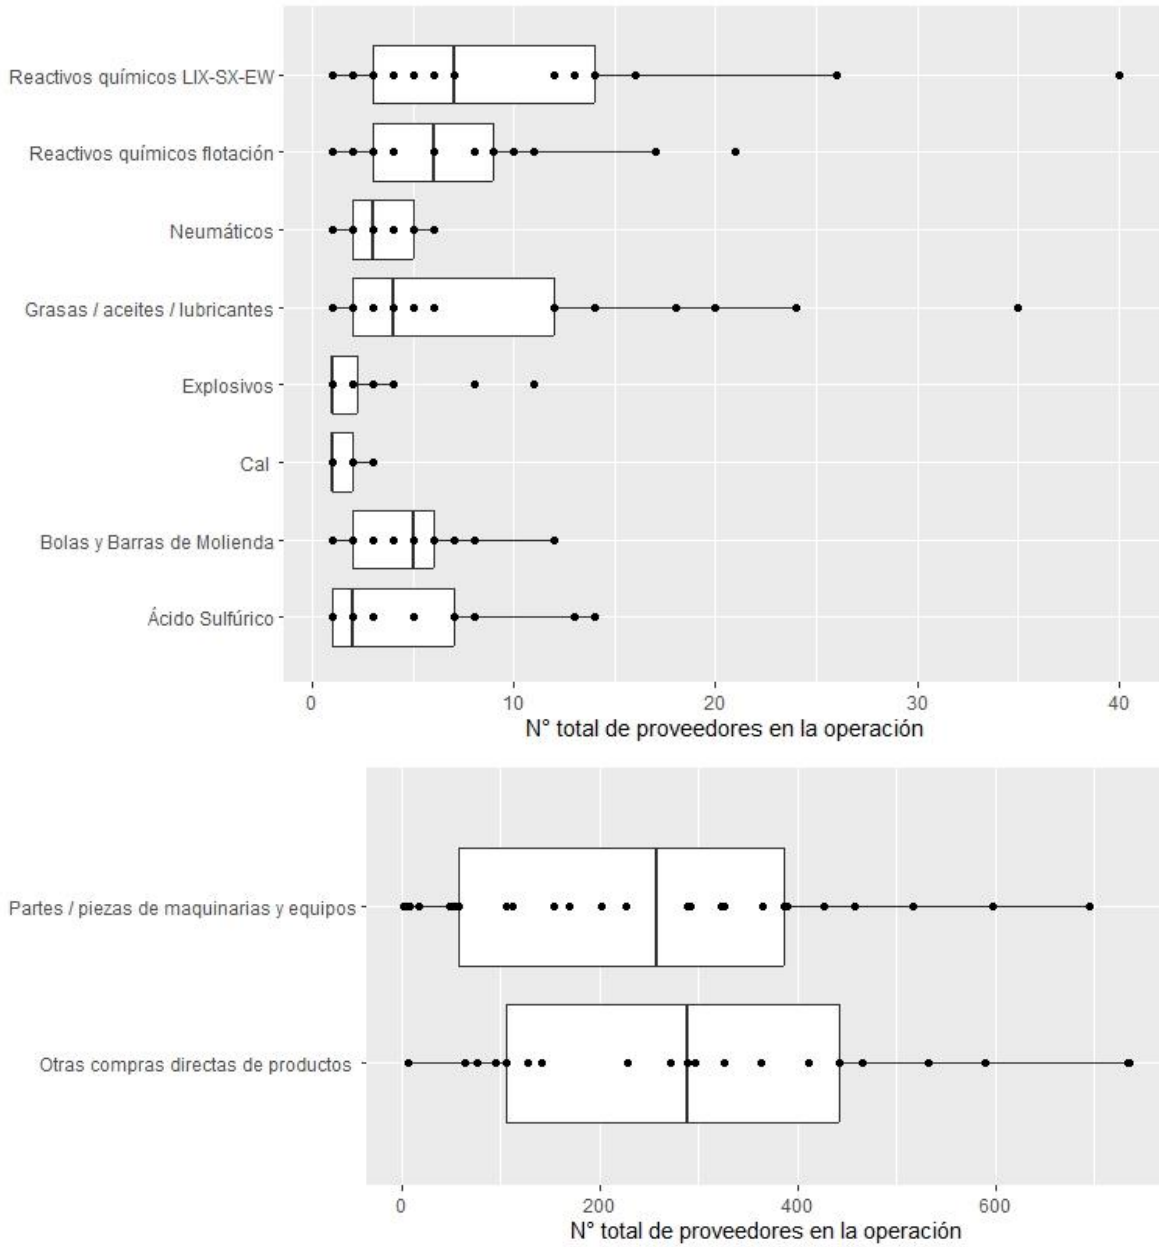 Reactivos químicos LIX-SX-EW
Reactivos químicos flotación
Neumáticos
Grasas / aceites / lubricantes
Explosivos
Cal
Bolas y Barras de Molienda
Ácido Sulfúrico
0 10 20 30 40
N° total de proveedores en la operación
Partes / piezas de maquinarias y equipos
Otras compras directas de productos
0 200 400 600
N° total de proveedores en la operación